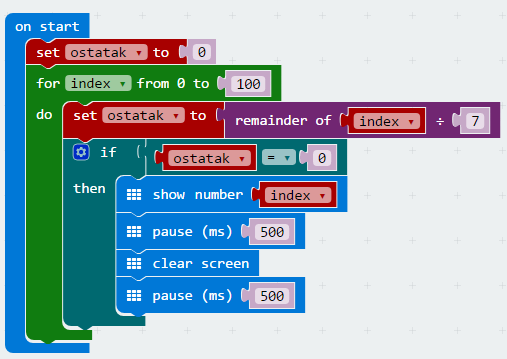 on start
set ostatak ▾ to 0
for index ▾ from 0 to 100
do set ostatak ▾ to remainder of index ▾ ÷ 7
if ostatak ▾ = ▾ 0
then show number index ▾
pause (ms) 500
clear screen
pause (ms) 500